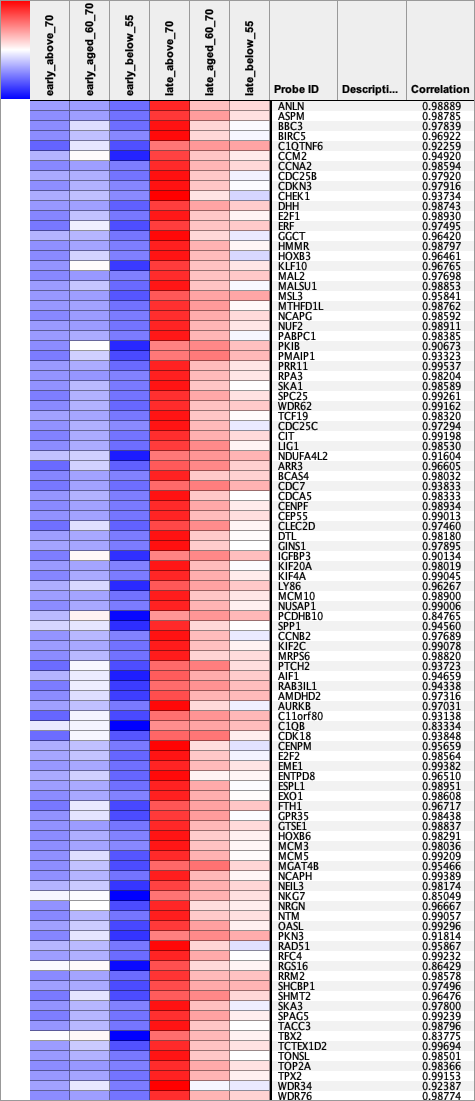 early_above_70
early_aged_60_70
early_below_55
late_above_70
late_aged_60_70
late_below_55
Probe ID Descripti... Correlation
ANLN 0.98889
ASPM 0.98785
BBC3 0.97839
BIRC5 0.96922
C1QTNF6 0.92259
CCM2 0.94920
CCNA2 0.98594
CDC25B 0.97920
CDKN3 0.97916
CHEK1 0.93734
DHH 0.98743
E2F1 0.98930
ERF 0.97495
GGCT 0.96420
HMMR 0.98797
HOXB3 0.96461
KLF10 0.96765
MAL2 0.97698
MALSU1 0.98853
MSL3 0.95841
MTHFD1L 0.98762
NCAPG 0.98592
NUF2 0.98911
PABPC1 0.98385
PKIB 0.90673
PMAIP1 0.93323
PRR11 0.99537
RPA3 0.98204
SKA1 0.98589
SPC25 0.99261
WDR62 0.99162
TCF19 0.98320
CDC25C 0.97294
CIT 0.99198
LIG1 0.98530
NDUFA4L2 0.91604
ARR3 0.96605
BCAS4 0.98032
CDC7 0.93833
CDCA5 0.98333
CENPF 0.98934
CEP55 0.99013
CLEC2D 0.97460
DTL 0.98180
GINS1 0.97895
IGFBP3 0.90134
KIF20A 0.98019
KIF4A 0.99045
LY86 0.96267
MCM10 0.98900
NUSAP1 0.99006
PCDHB10 0.84765
SPP1 0.94560
CCNB2 0.97689
KIF2C 0.99078
MRPS6 0.98820
PTCH2 0.93723
AIF1 0.94659
RAB3IL1 0.94338
AMDHD2 0.97316
AURKB 0.97031
C11orf80 0.93138
C1QB 0.83334
CDK18 0.93848
CENPM 0.95659
E2F2 0.98564
EME1 0.99382
ENTPD8 0.96510
ESPL1 0.98951
EXO1 0.98608
FTH1 0.96717
GPR35 0.98438
GTSE1 0.98837
HOXB6 0.98291
MCM3 0.98036
MCM5 0.99209
MGAT4B 0.95466
NCAPH 0.99389
NEIL3 0.98174
NKG7 0.85049
NRGN 0.96667
NTM 0.99057
OASL 0.99296
PKN3 0.91814
RAD51 0.95867
RFC4 0.99232
RGS16 0.86429
RRM2 0.98578
SHCBP1 0.97496
SHMT2 0.96476
SKA3 0.97800
SPAG5 0.99239
TACC3 0.98796
TBX2 0.83775
TCTEX1D2 0.99694
TONSL 0.98501
TOP2A 0.98366
TPX2 0.99153
WDR34 0.92387
WDR76 0.98774